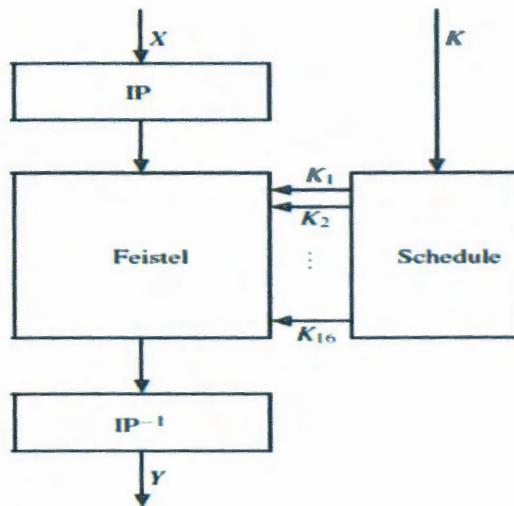 X
K
IP
K₁
K₂
Feistel
⋮
Schedule
K₁₆
IP⁻¹
Y